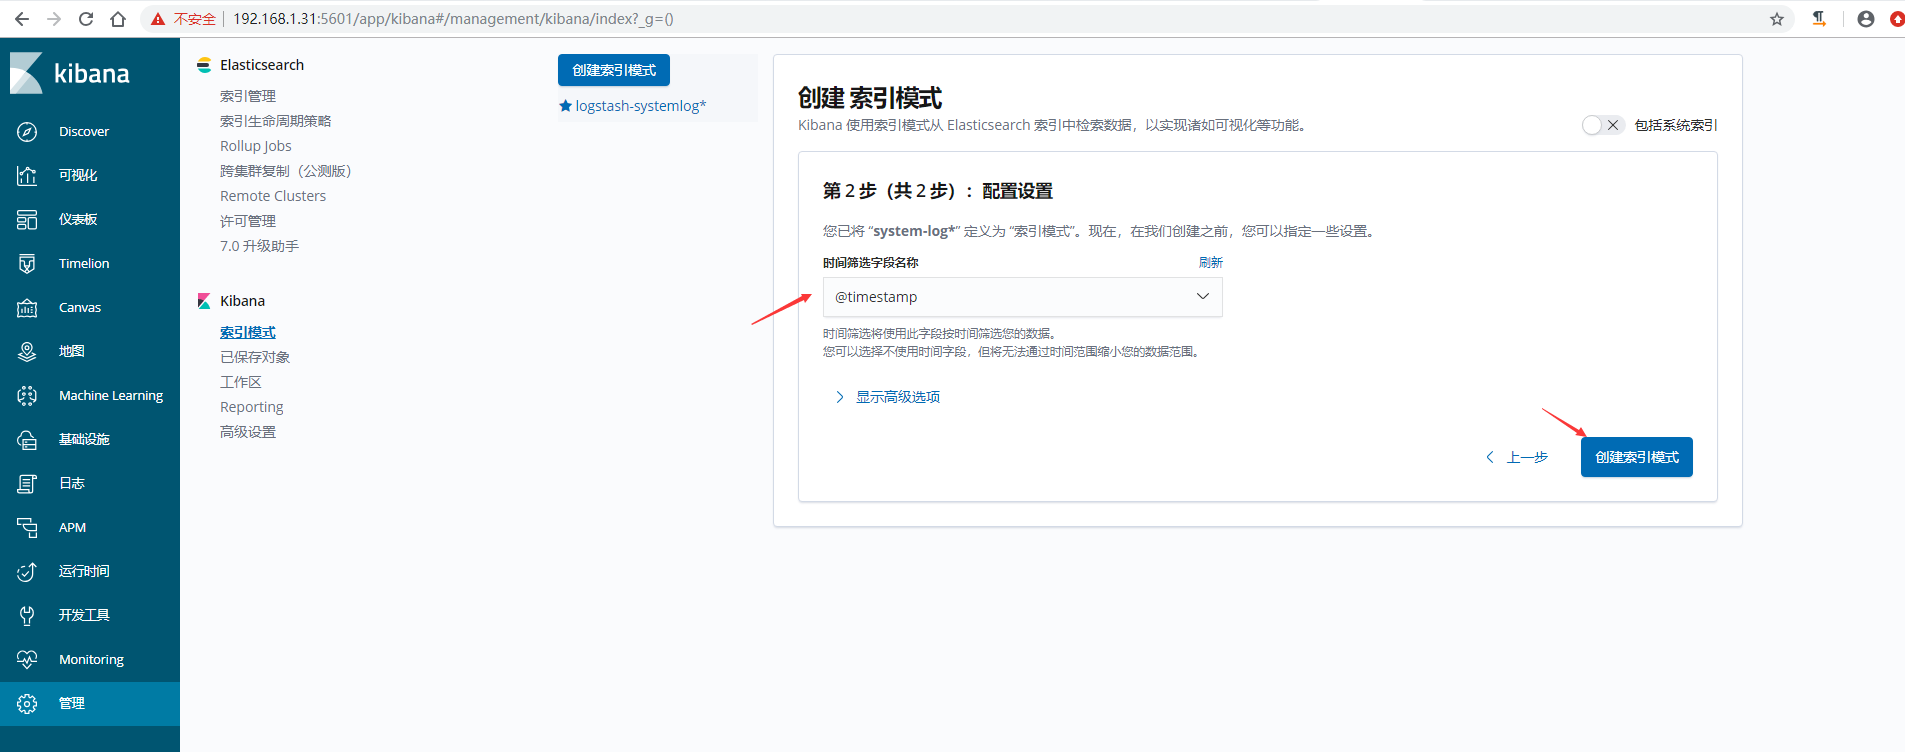 不安全 192.168.1.31:5601/app/kibana#/management/kibana/index?_g=()
kibana
Discover
可视化
仪表板
Timelion
Canvas
地图
Machine Learning
基础设施
日志
APM
运行时间
开发工具
Monitoring
管理
Elasticsearch
索引管理
索引生命周期策略
Rollup Jobs
跨集群复制（公测版）
Remote Clusters
许可管理
7.0 升级助手
Kibana
索引模式
已保存对象
工作区
Reporting
高级设置
创建索引模式
logstash-systemlog*
创建 索引模式
Kibana 使用索引模式从 Elasticsearch 索引中检索数据，以实现诸如可视化等功能。
包括系统索引
第 2 步（共 2 步）：配置设置
您已将 “system-log*” 定义为 “索引模式”。现在，在我们创建之前，您可以指定一些设置。
时间筛选字段名称 刷新
@timestamp
时间筛选将使用此字段按时间筛选您的数据。
您可以选择不使用时间字段，但将无法通过时间范围缩小您的数据范围。
显示高级选项
上一步 创建索引模式